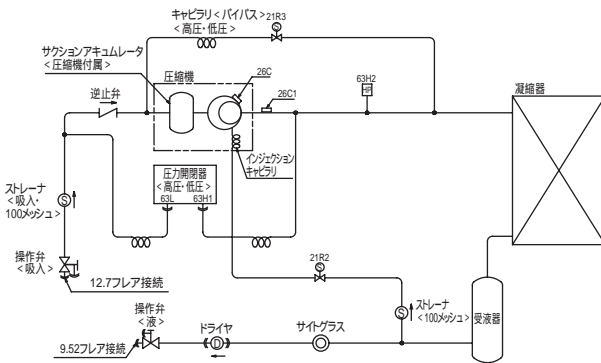 キャピラリ<バイパス>
<高圧・低圧>
21R3
サクションアキュムレータ
<圧縮機付属>
圧縮機
26C
26C1
63H2
HP
凝縮器
逆止弁
インジェクション
キャピラリ
圧力開閉器
<高圧・低圧>
63L
63H1
ストレーナ
<吸入・
100メッシュ>
S
操作弁
<吸入>
12.7フレア接続
21R2
S
S
ストレーナ
<100メッシュ>
受液器
操作弁
<液>
ドライヤ
サイトグラス
D
9.52フレア接続
S